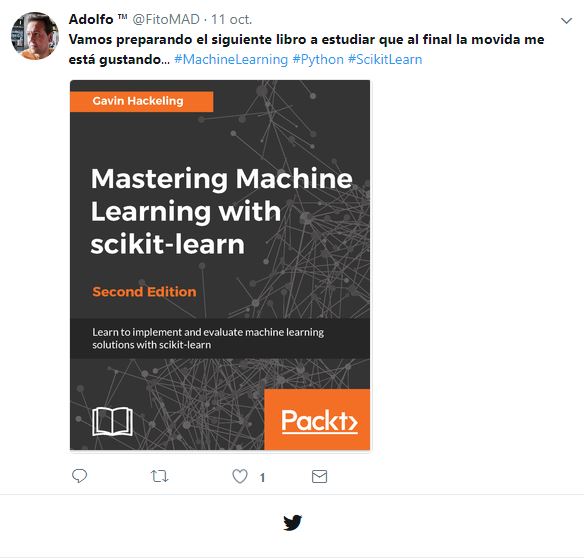 Adolfo ™ @FitoMAD · 11 oct.
Vamos preparando el siguiente libro a estudiar que al final la movida me
está gustando... #MachineLearning #Python #ScikitLearn
Gavin Hackeling
Mastering Machine
Learning with
scikit-learn
Second Edition
Learn to implement and evaluate machine learning
solutions with scikit-learn
Packt>
1